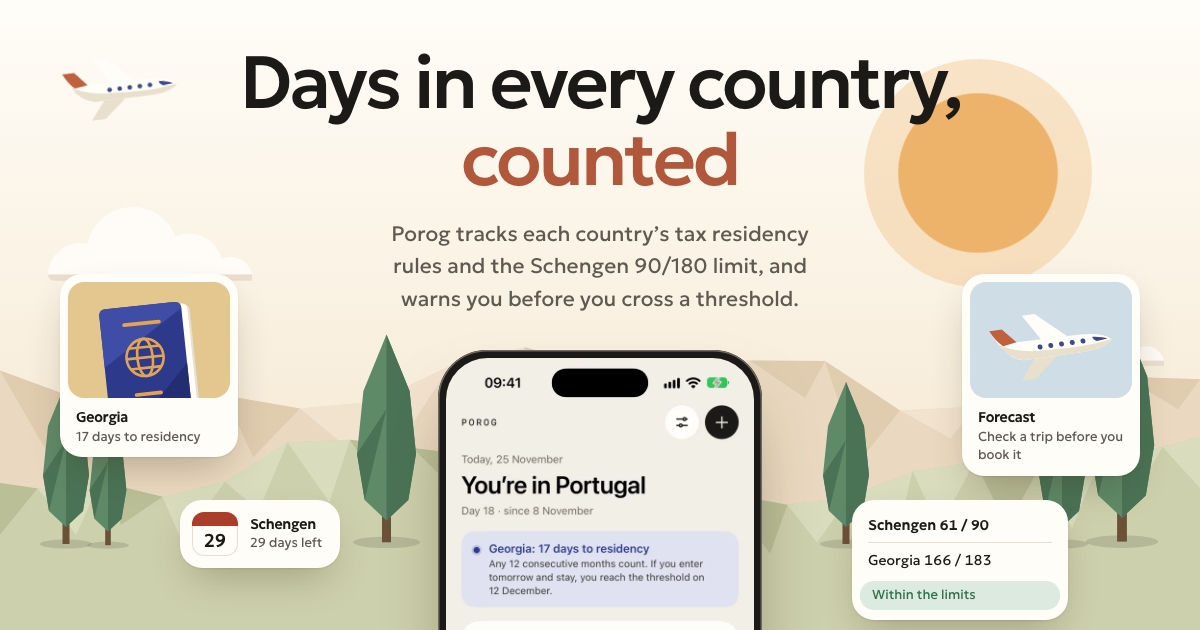 Days in every country,
counted
Porog tracks each country’s tax residency
rules and the Schengen 90/180 limit, and
warns you before you cross a threshold.
Georgia
17 days to residency
29
Schengen
29 days left
09:41
POROG
Today, 25 November
You’re in Portugal
Day 18 · since 8 November
Georgia: 17 days to residency
Any 12 consecutive months count. If you enter
tomorrow and stay, you reach the threshold on
12 December.
Forecast
Check a trip before you
book it
Schengen 61 / 90
Georgia 166 / 183
Within the limits